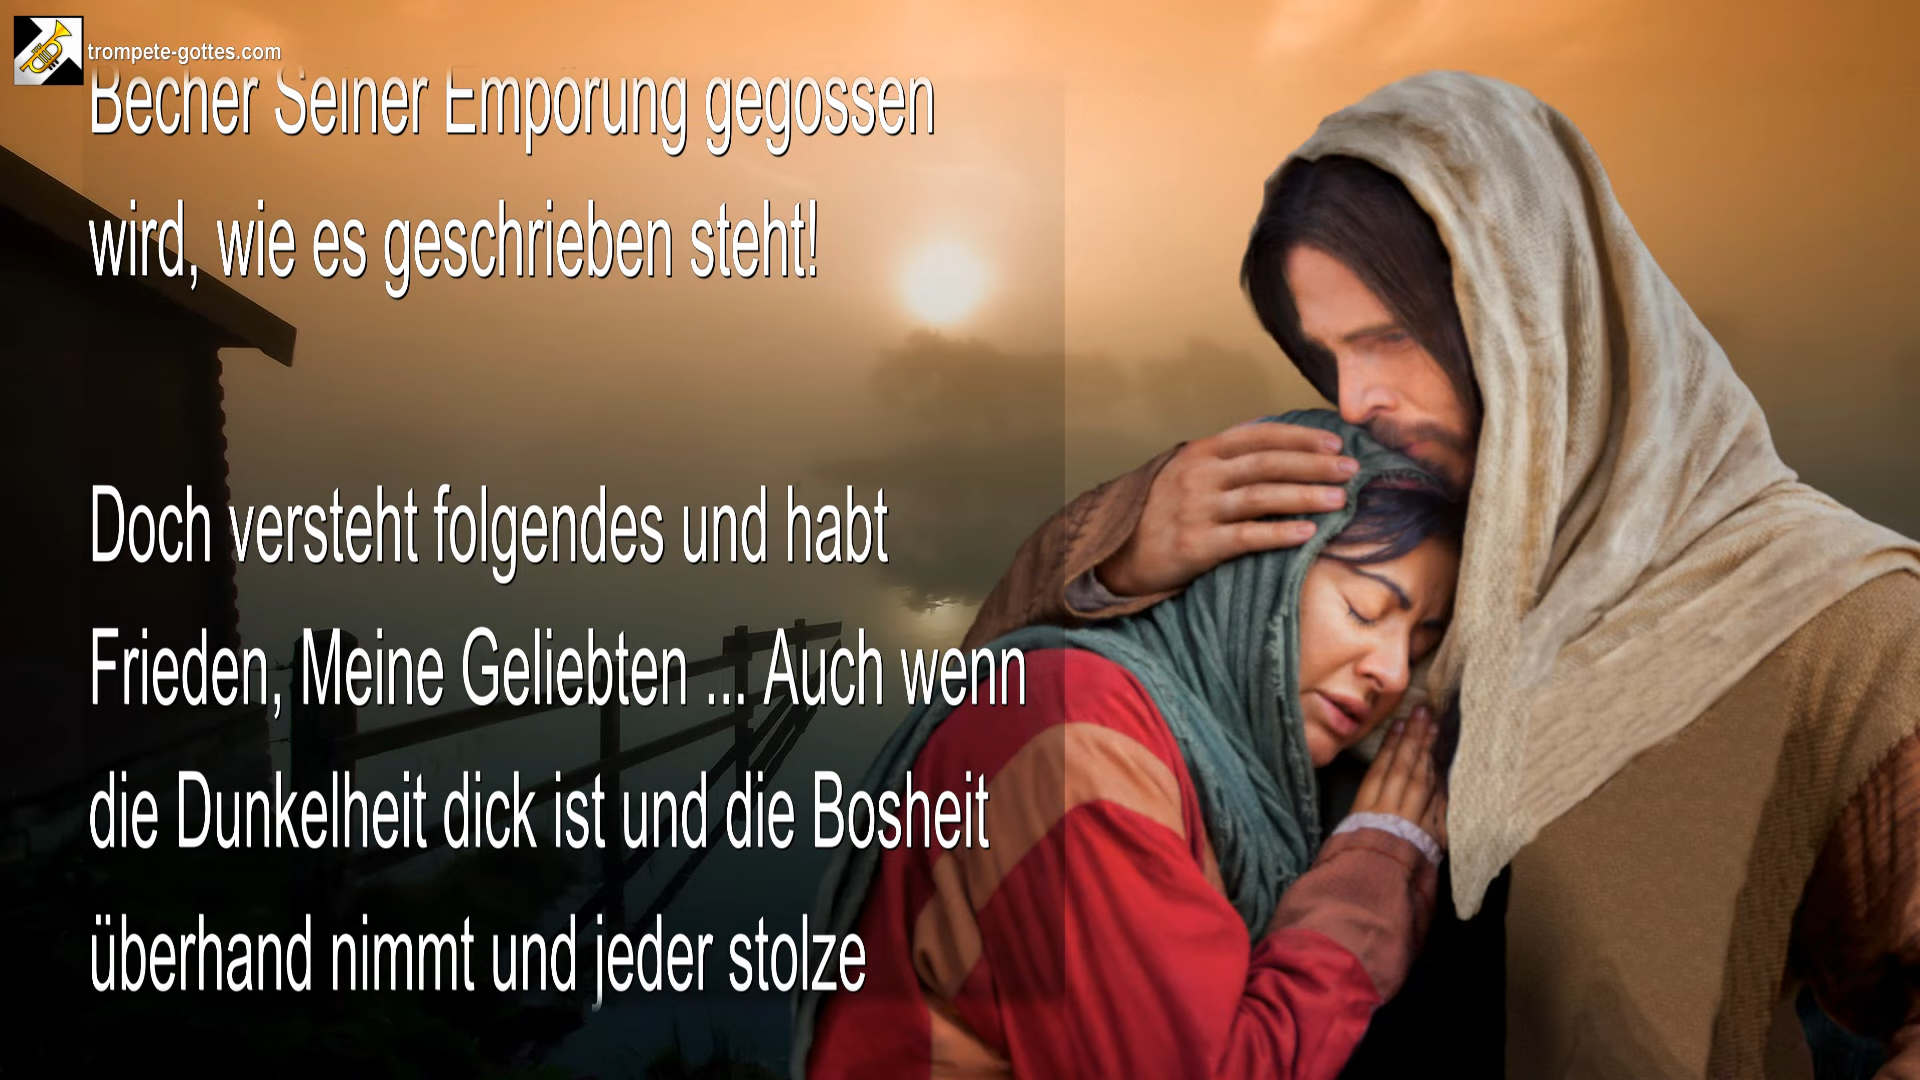 trompete-gottes.com
Becher Seiner Empörung gegossen
wird, wie es geschrieben steht!
Doch versteht folgendes und habt
Frieden, Meine Geliebten ... Auch wenn
die Dunkelheit dick ist und die Bosheit
überhand nimmt und jeder stolze